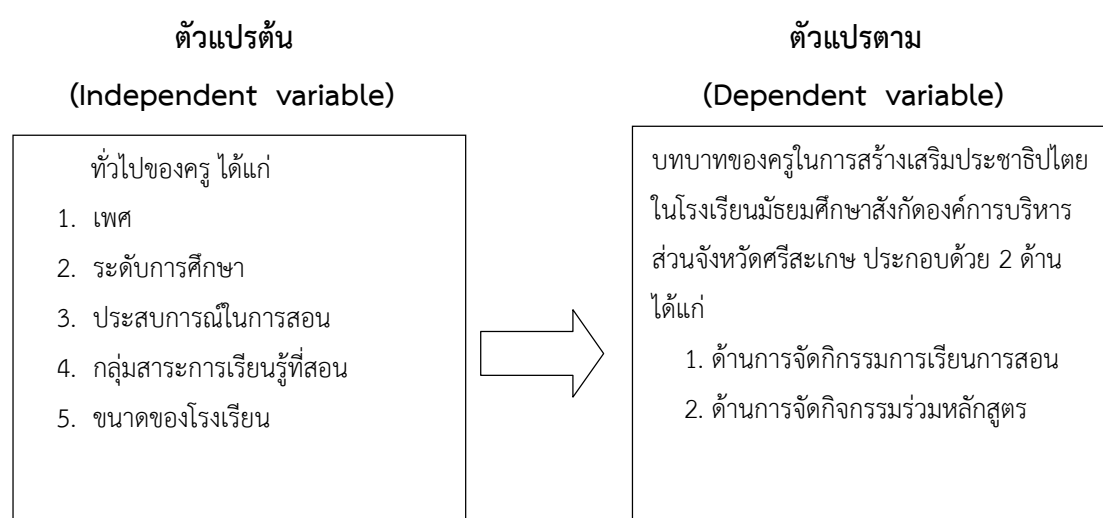 ตัวแปรต้น
(Independent variable)
ทั่วไปของครู ได้แก่
1. เพศ
2. ระดับการศึกษา
3. ประสบการณ์ในการสอน
4. กลุ่มสาระการเรียนรู้ที่สอน
5. ขนาดของโรงเรียน
ตัวแปรตาม
(Dependent variable)
บทบาทของครูในการสร้างเสริมประชาธิปไตย
ในโรงเรียนมัธยมศึกษาสังกัดองค์การบริหาร
ส่วนจังหวัดศรีสะเกษ ประกอบด้วย 2 ด้าน
ได้แก่
1. ด้านการจัดกิกรรมการเรียนการสอน
2. ด้านการจัดกิจกรรมร่วมหลักสูตร